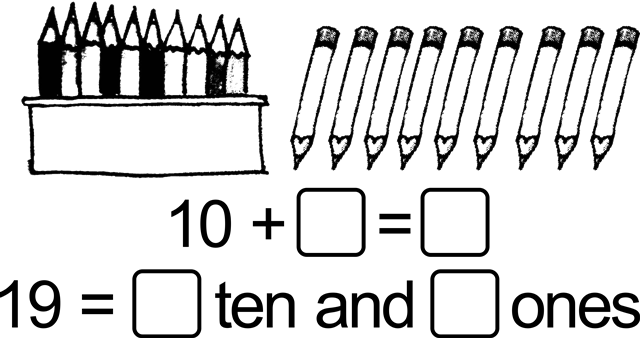 10 + □ = □
19 = □ ten and □ ones